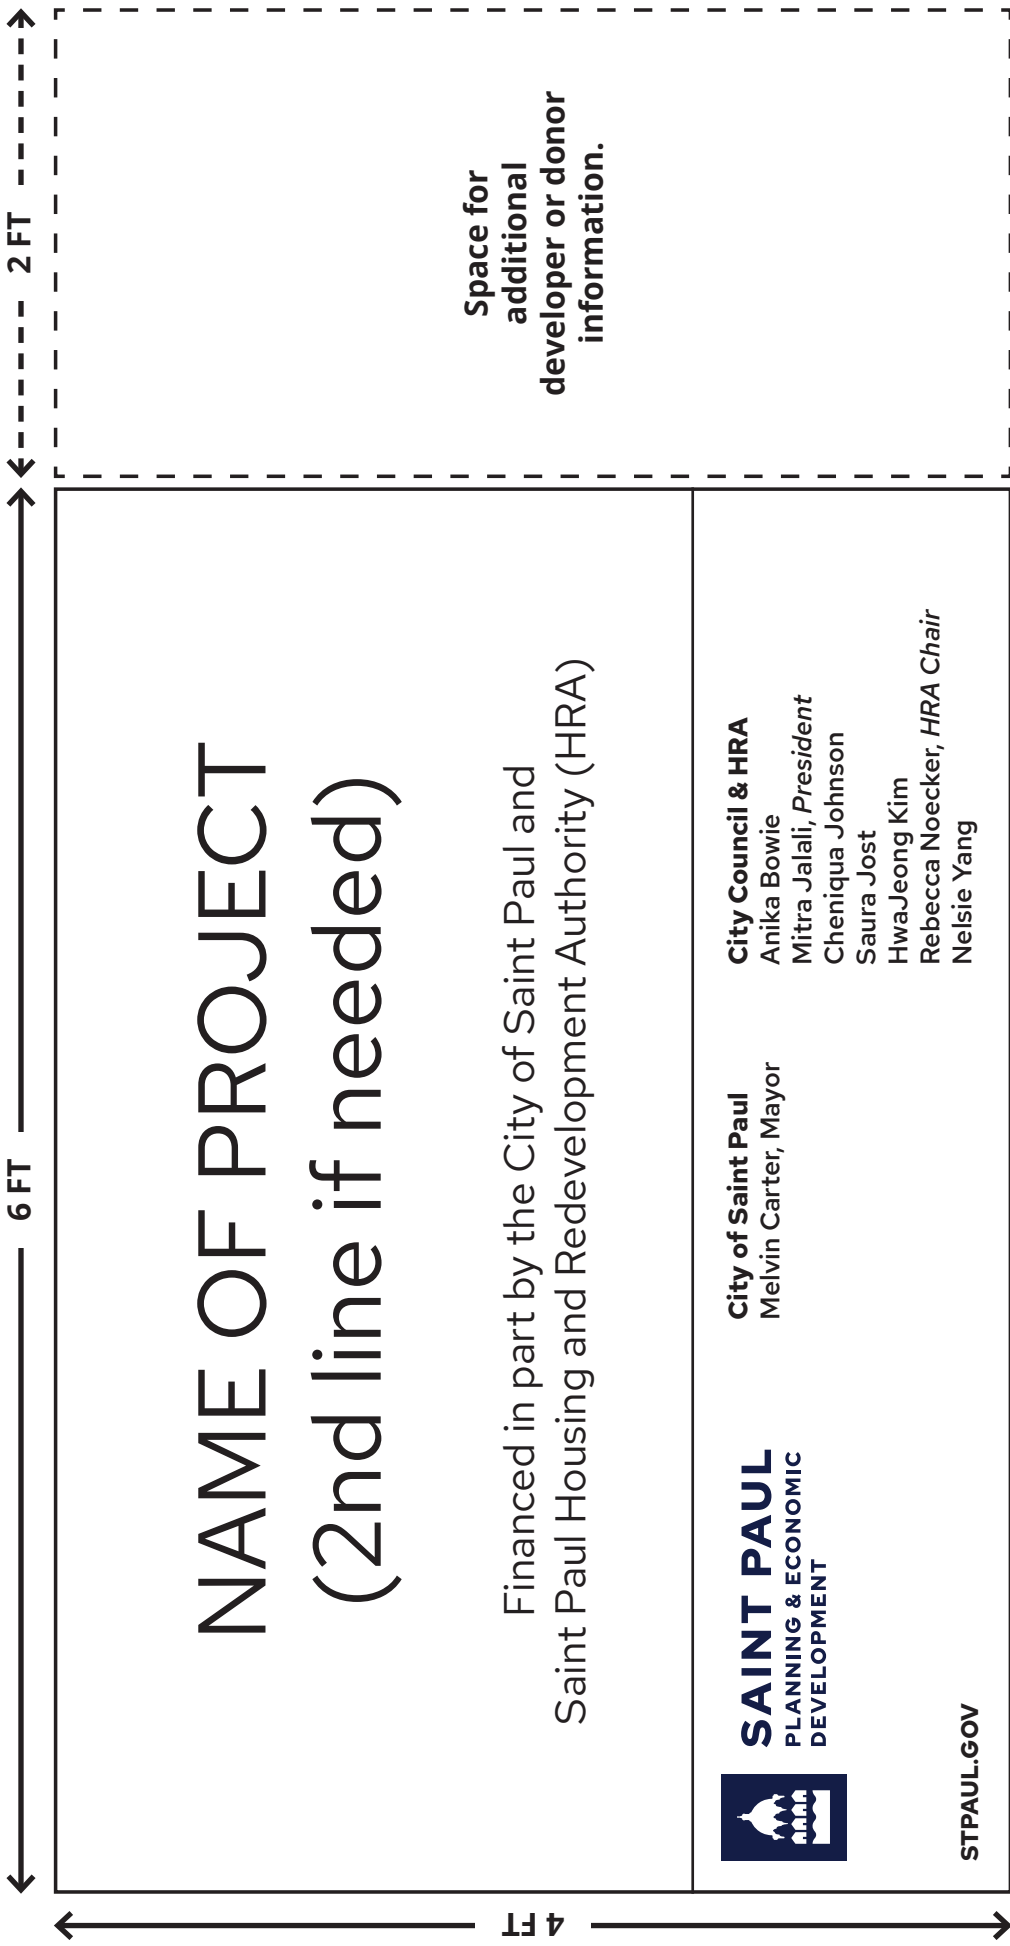 6 FT
2 FT
4 FT
NAME OF PROJECT
(2nd line if needed)
Financed in part by the City of Saint Paul and
Saint Paul Housing and Redevelopment Authority (HRA)
SAINT PAUL
PLANNING & ECONOMIC
DEVELOPMENT
STPAUL.GOV
City of Saint Paul
Melvin Carter, Mayor
City Council & HRA
Anika Bowie
Mitra Jalali, President
Cheniqua Johnson
Saura Jost
HwaJeong Kim
Rebecca Noecker, HRA Chair
Nelsie Yang
Space for
additional
developer or donor
information.